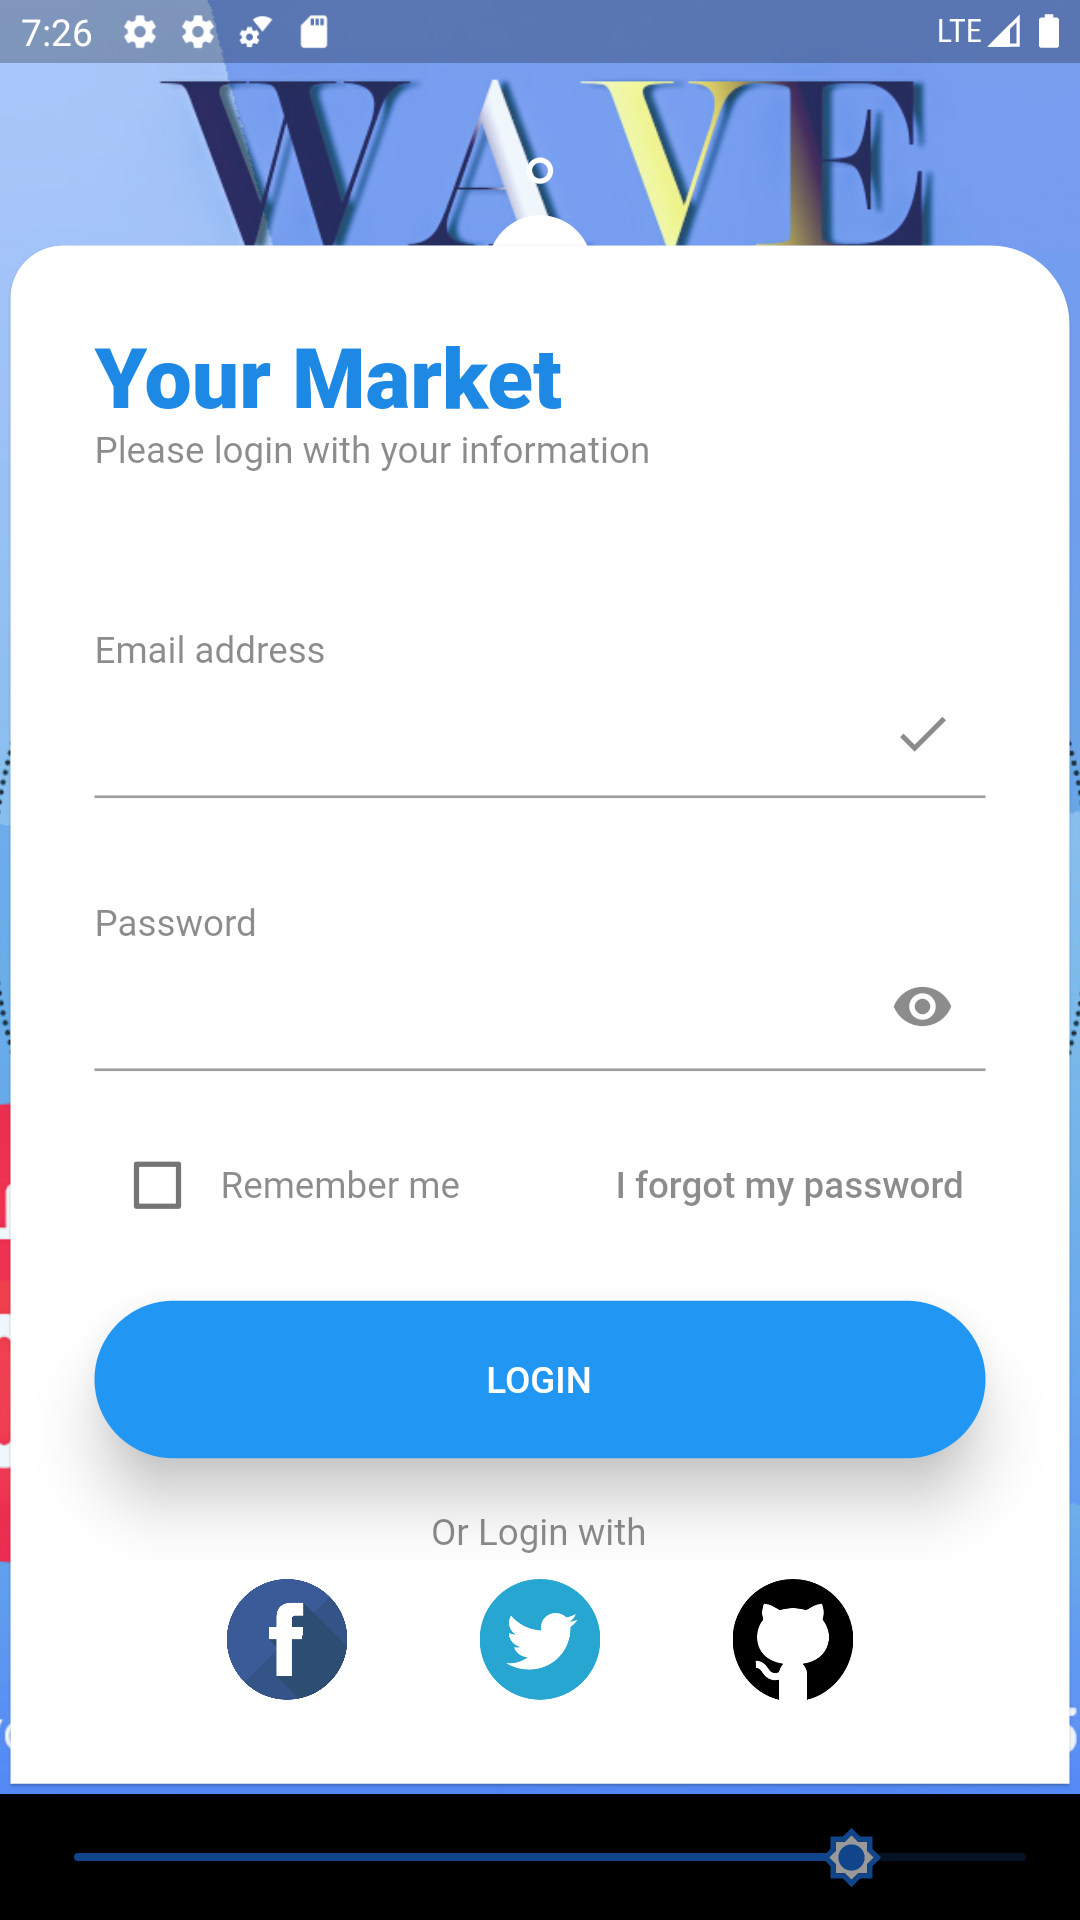 7:26 LTE
WAVE
Your Market
Please login with your information
Email address
Password
Remember me I forgot my password
LOGIN
Or Login with